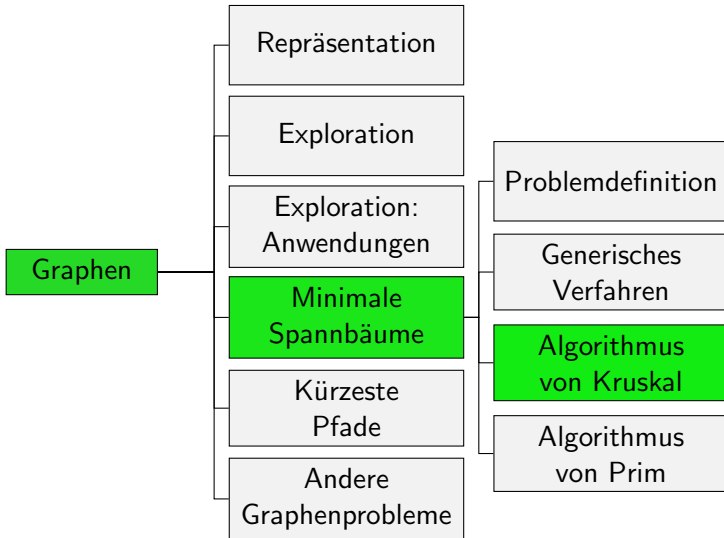 Graphen
Repräsentation
Exploration
Exploration:
Anwendungen
Minimale
Spannbäume
Kürzeste
Pfade
Andere
Graphenprobleme
Problemdefinition
Generisches
Verfahren
Algorithmus
von Kruskal
Algorithmus
von Prim